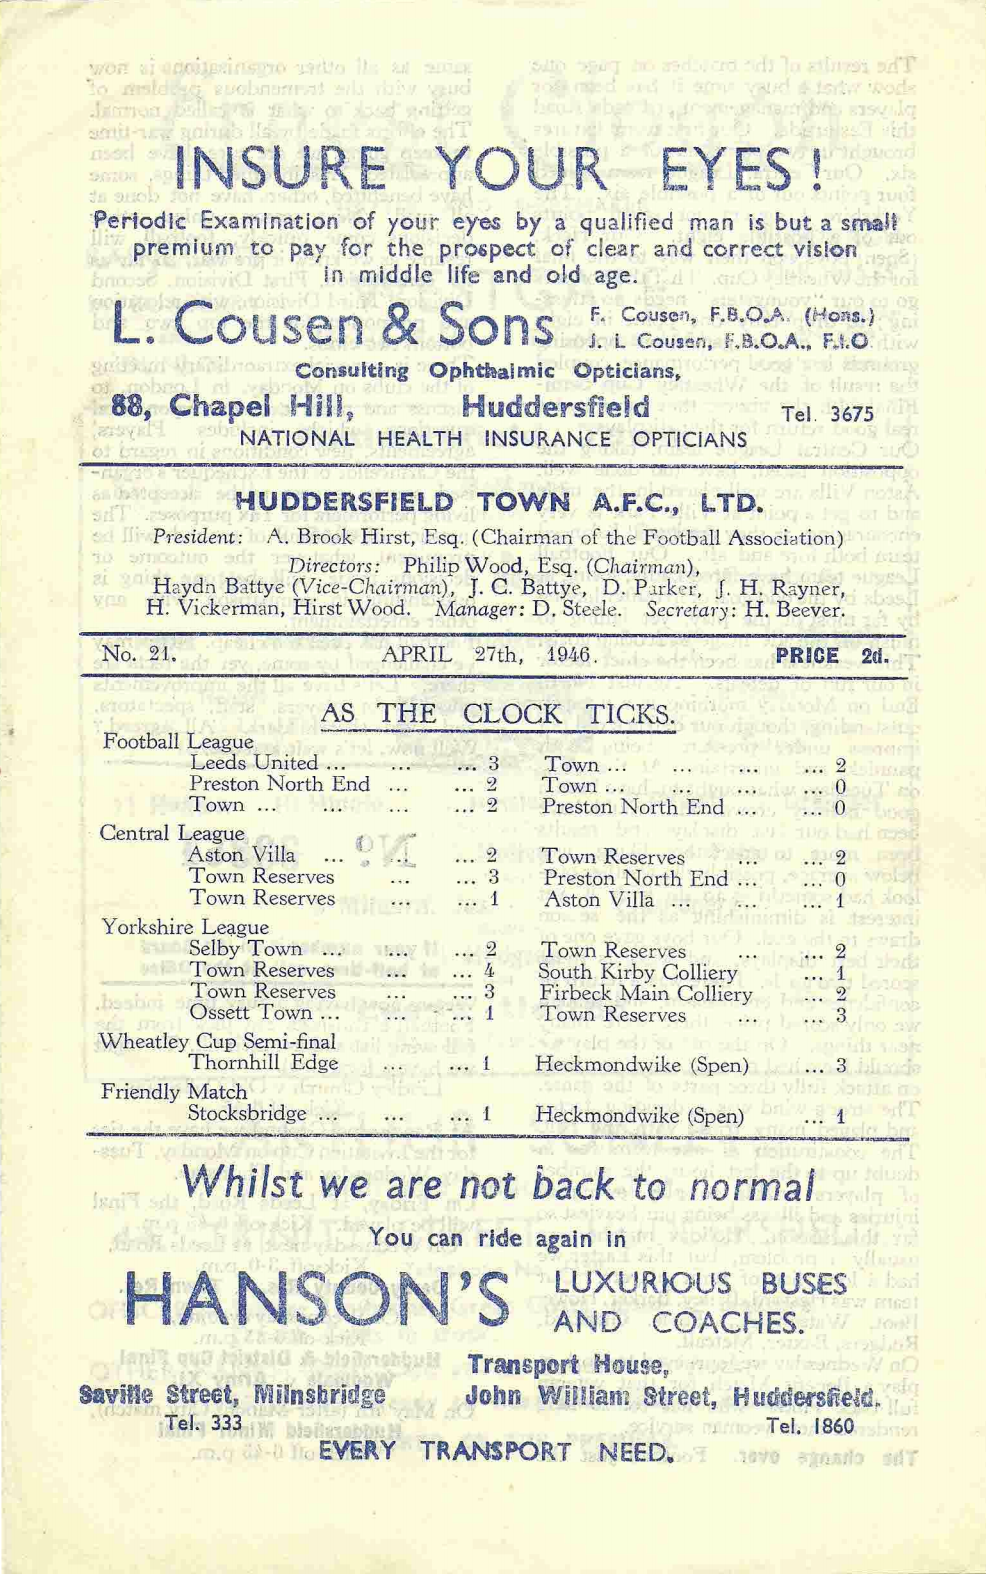 INSURE YOUR EYES!
Periodic Examination of your eyes by a qualified man is but a small
premium to pay for the prospect of clear and correct vision
in middle life and old age.
L. Cousen & Sons
F. Cousen, F.B.O.A. (Hons.)
J. L Cousen, F.B.O.A., F.I.O
Consulting Ophthalmic Opticians,
88, Chapel Hill, Huddersfield Tel. 3675
NATIONAL HEALTH INSURANCE OPTICIANS
HUDDERSFIELD TOWN A.F.C., LTD.
President: A. Brook Hirst, Esq. (Chairman of the Football Association)
Directors: Philip Wood, Esq. (Chairman),
Haydn Battye (Vice-Chairman), J. C. Battye, D. Parker, J. H. Rayner,
H. Vickerman, Hirst Wood. Manager: D. Steele. Secretary: H. Beever.
No. 21. APRIL 27th, 1946. PRICE 2d.
AS THE CLOCK TICKS.
Football League
Leeds United ... ... ... 3 Town ... ... ... ... 2
Preston North End ... ... 2 Town ... ... ... ... 0
Town ... ... ... ... 2 Preston North End ... ... 0
Central League
Aston Villa ... ... ... 2 Town Reserves ... ... 2
Town Reserves ... ... 3 Preston North End ... ... 0
Town Reserves ... ... 1 Aston Villa ... ... ... 1
Yorkshire League
Selby Town ... ... ... 2 Town Reserves ... ... 2
Town Reserves ... ... 4 South Kirby Colliery ... 1
Town Reserves ... ... 3 Firbeck Main Colliery ... 2
Ossett Town ... ... ... 1 Town Reserves ... ... 3
Wheatley Cup Semi-final
Thornhill Edge ... ... 1 Heckmondwike (Spen) ... 3
Friendly Match
Stocksbridge ... ... ... 1 Heckmondwike (Spen) ... 1
Whilst we are not back to normal
You can ride again in
HANSON'S LUXURIOUS BUSES
AND COACHES.
Transport House,
Saville Street, Milnsbridge John William Street, Huddersfield.
Tel. 333 Tel. 1860
EVERY TRANSPORT NEED.